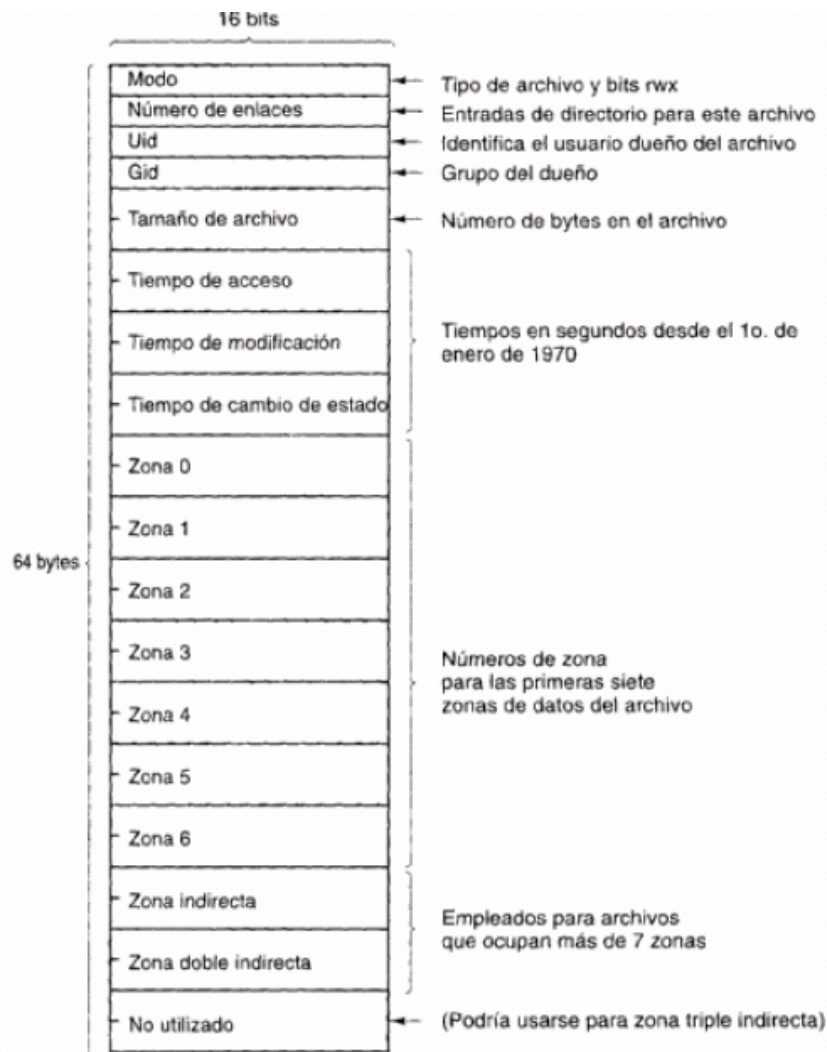 16 bits
Modo
Tipo de archivo y bits rwx
Número de enlaces
Entradas de directorio para este archivo
Uid
Identifica el usuario dueño del archivo
Gid
Grupo del dueño
Tamaño de archivo
Número de bytes en el archivo
Tiempo de acceso
Tiempo de modificación
Tiempo de cambio de estado
Tiempos en segundos desde el 1o. de
enero de 1970
Zona 0
Zona 1
64 bytes
Zona 2
Zona 3
Zona 4
Zona 5
Zona 6
Números de zona
para las primeras siete
zonas de datos del archivo
Zona indirecta
Zona doble indirecta
Empleados para archivos
que ocupan más de 7 zonas
No utilizado
(Podría usarse para zona triple indirecta)